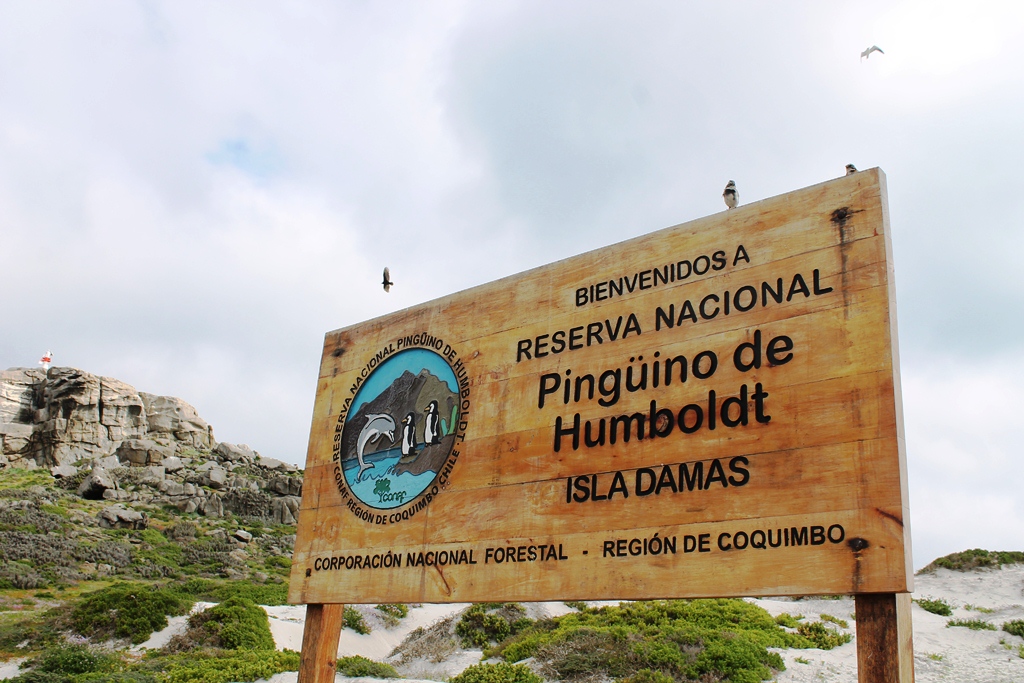 BIENVENIDOS A
RESERVA NACIONAL
Pingüino de
Humboldt
ISLA DAMAS
CORPORACIÓN NACIONAL FORESTAL - REGIÓN DE COQUIMBO
RESERVA NACIONAL PINGÜINO DE HUMBOLDT
CONAF REGIÓN DE COQUIMBO CHILE
conaf